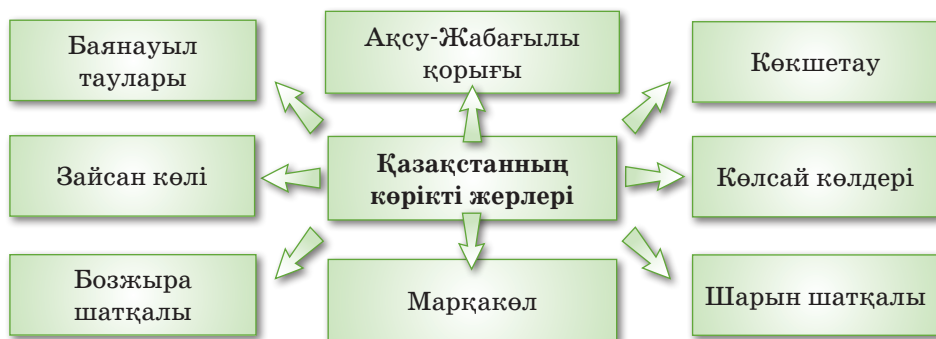 Баянауыл
таулары
Ақсу-Жабағылы
қорығы
Көкшетау
Зайсан көлі
Қазақстанның
көрікті жерлері
Көлсай көлдері
Бозжыра
шатқалы
Марқакөл
Шарын шатқалы